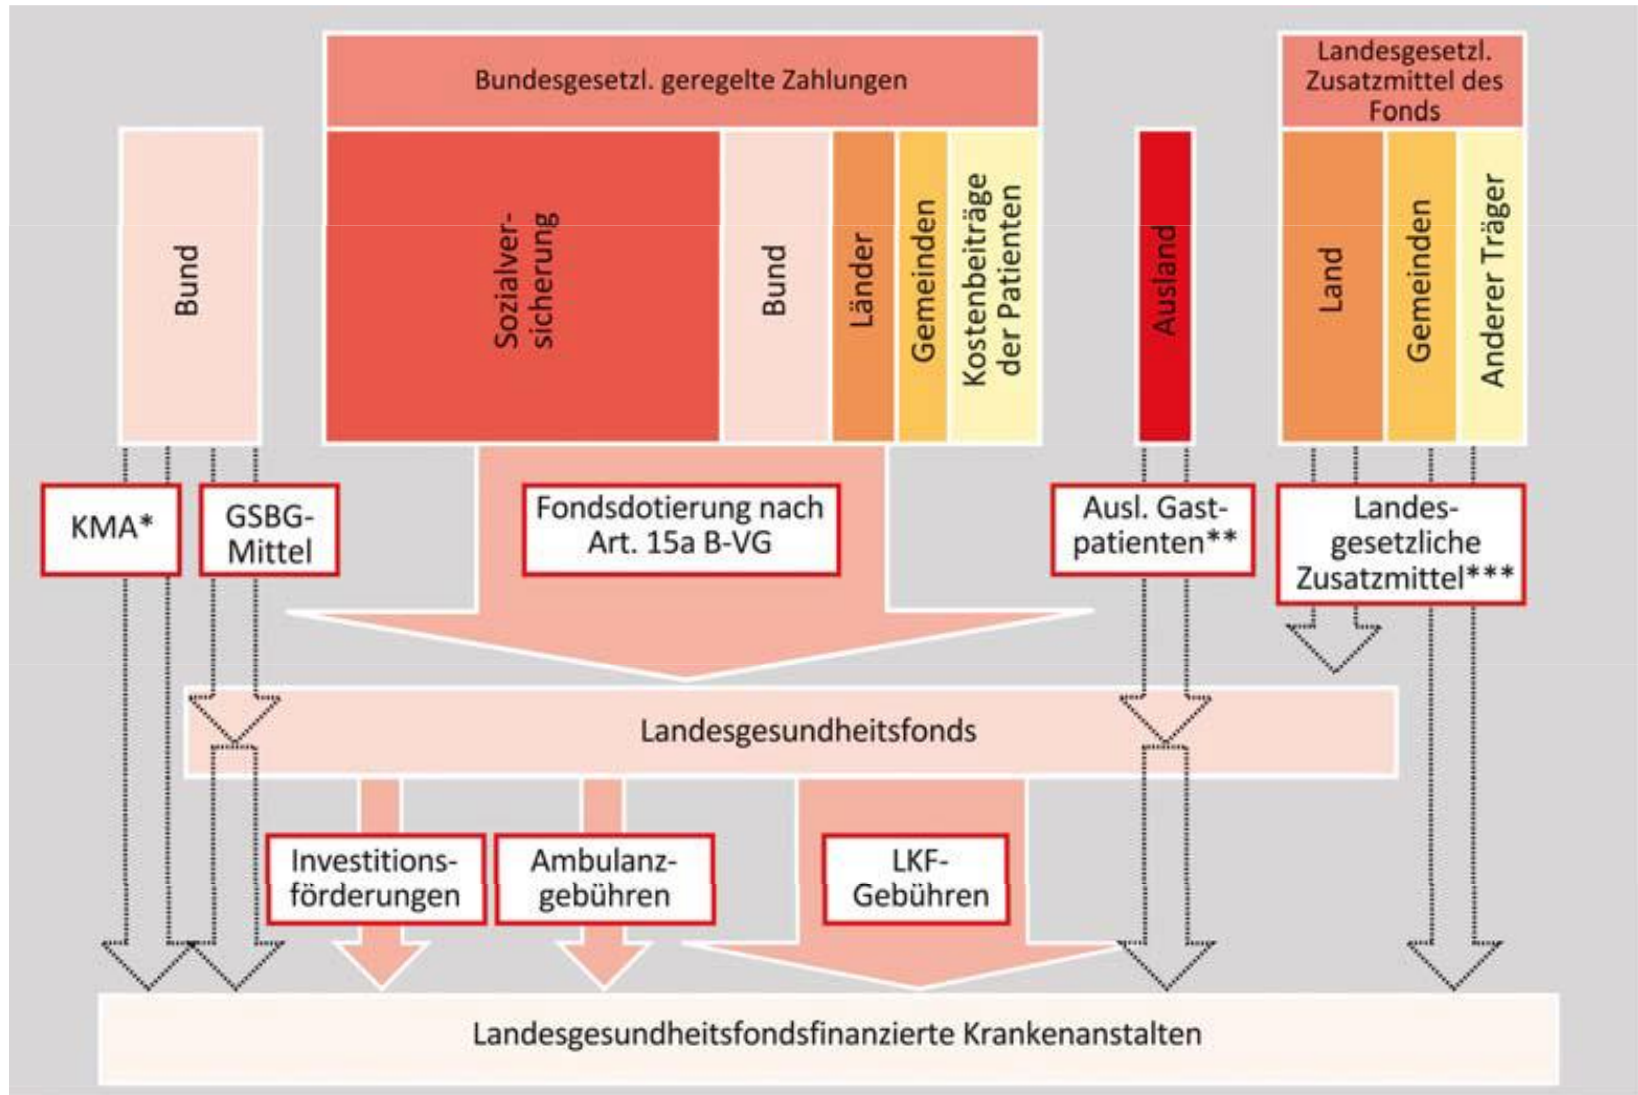 Bundesgesetzl. geregelte Zahlungen
Landesgesetzl.
Zusatzmittel des
Fonds
Bund
Sozialver-
sicherung
Bund
Länder
Gemeinden
Kostenbeiträge
der Patienten
Ausland
Land
Gemeinden
Anderer Träger
KMA*
GSBG-
Mittel
Fondsdotierung nach
Art. 15a B-VG
Ausl. Gast-
patienten**
Landes-
gesetzliche
Zusatzmittel***
Landesgesundheitsfonds
Investitions-
förderungen
Ambulanz-
gebühren
LKF-
Gebühren
Landesgesundheitsfondsfinanzierte Krankenanstalten